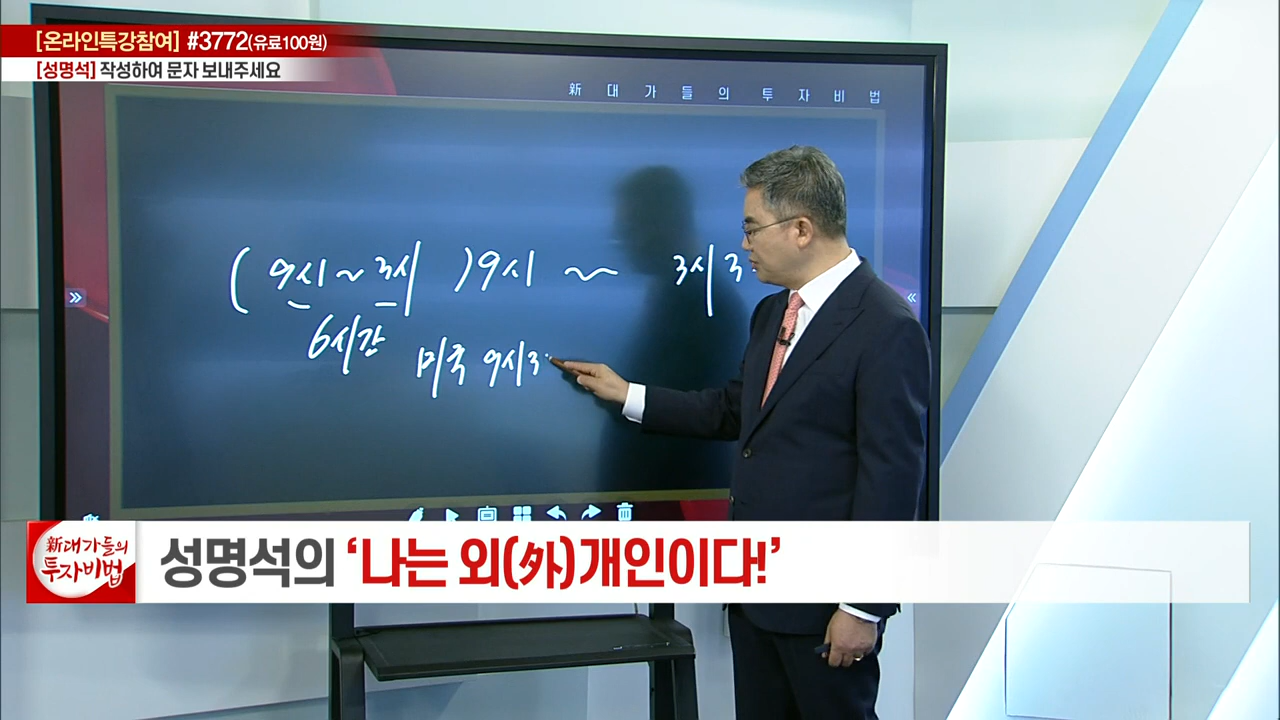 [온라인특강참여] #3772(유료100원)
[성명석] 작성하여 문자 보내주세요
新 대가들의 투자비법
( 9시~3시 ) 9시 ~ 3시 3
6시간
미국 9시3
新대가들의
투자비법
성명석의 ‘나는 외(外)개인이다!’